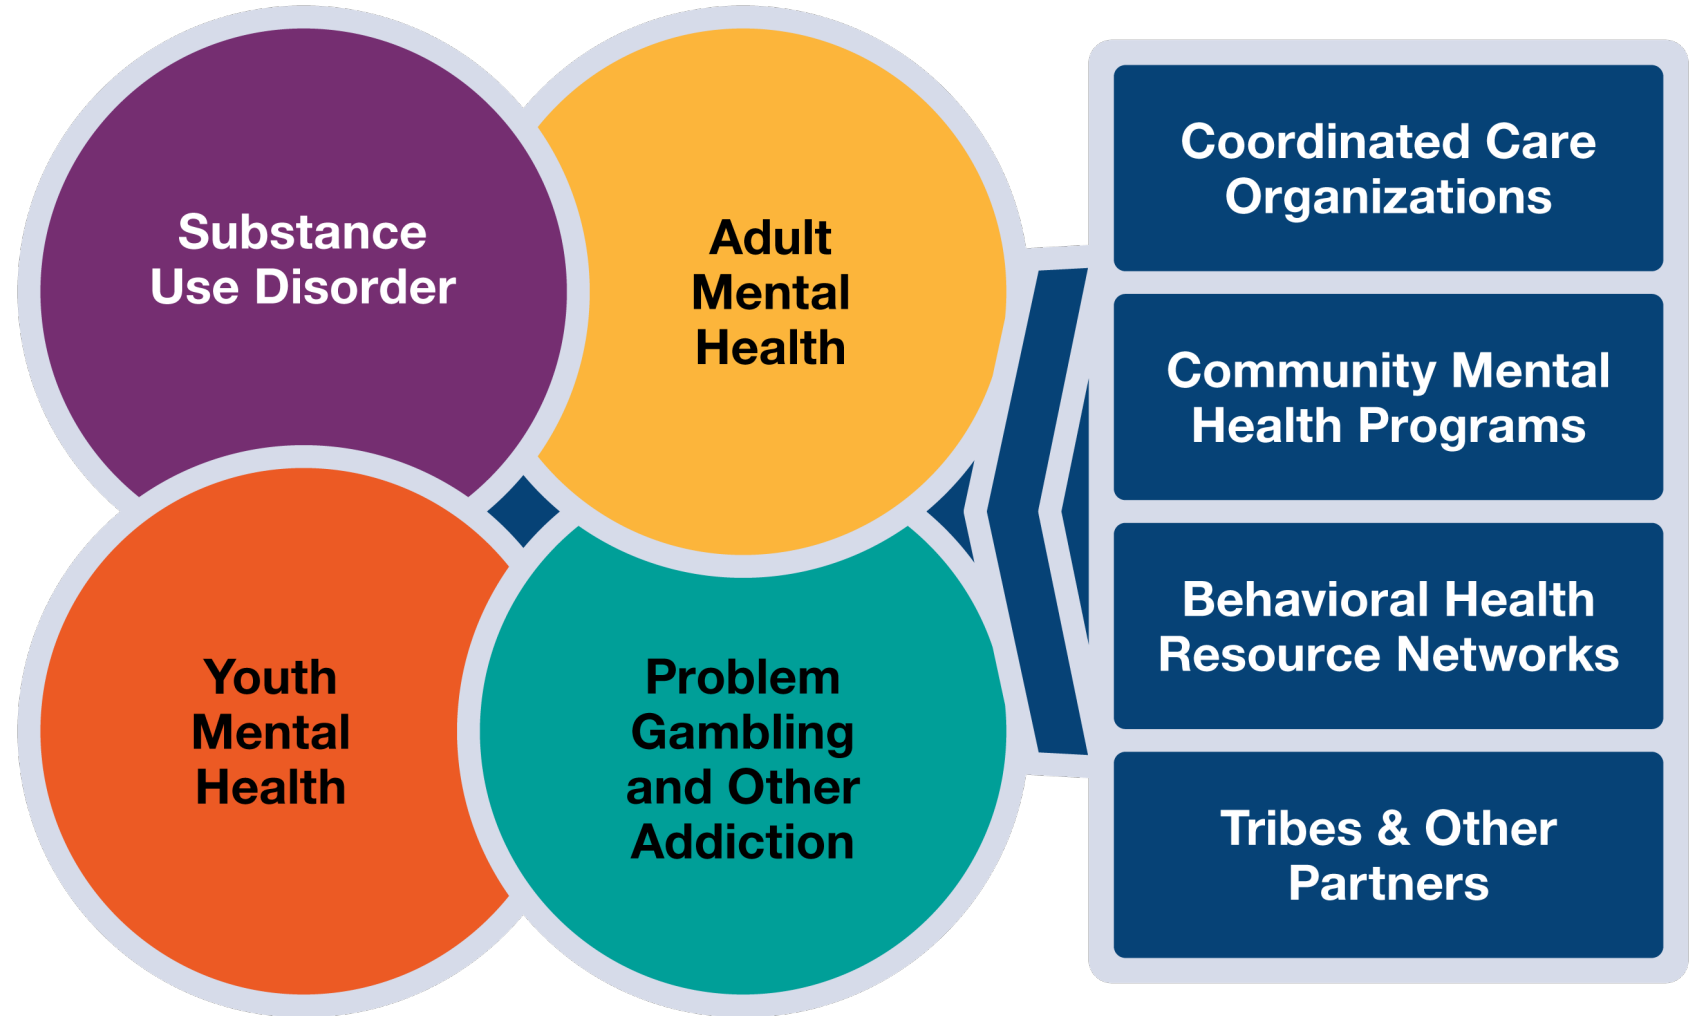 Substance
Use Disorder
Adult
Mental
Health
Youth
Mental
Health
Problem
Gambling
and Other
Addiction
Coordinated Care
Organizations
Community Mental
Health Programs
Behavioral Health
Resource Networks
Tribes & Other
Partners